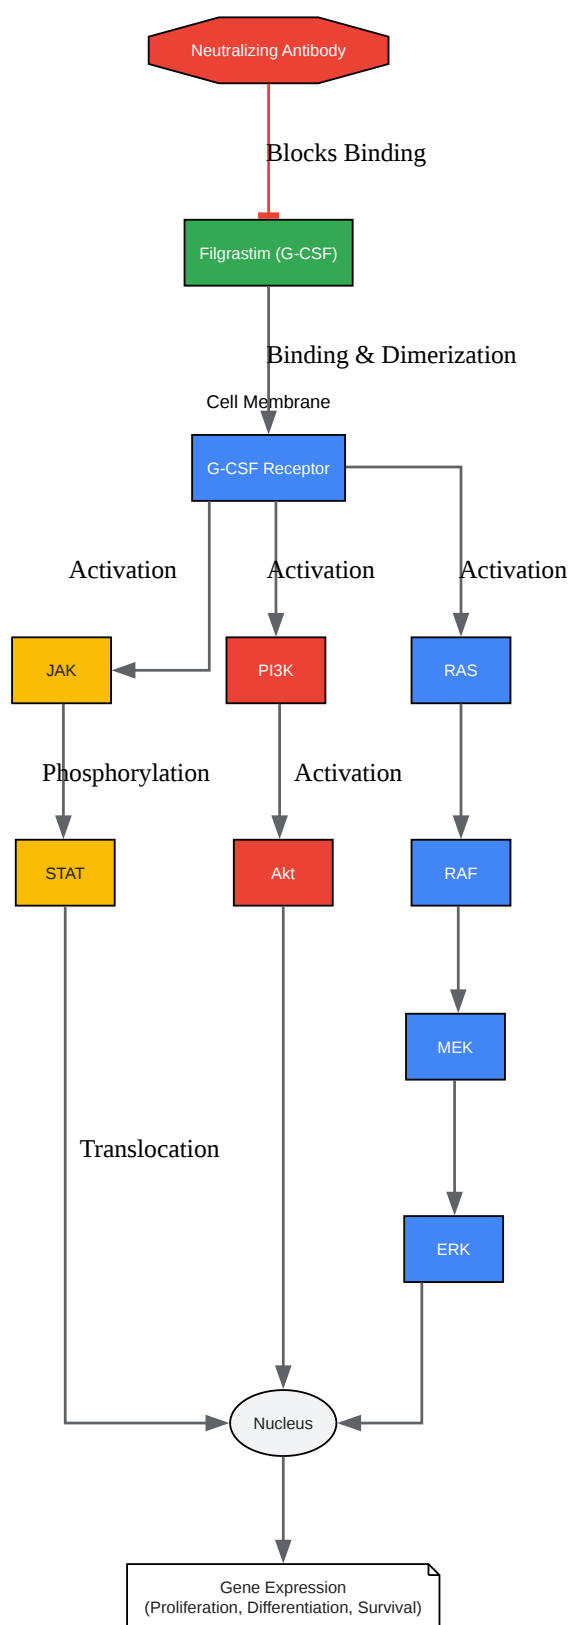 Neutralizing Antibody
Blocks Binding
Filgrastim (G-CSF)
Binding & Dimerization
Cell Membrane
G-CSF Receptor
Activation
Activation
Activation
JAK
PI3K
RAS
Phosphorylation
Activation
STAT
Akt
RAF
MEK
Translocation
ERK
Nucleus
Gene Expression
(Proliferation, Differentiation, Survival)